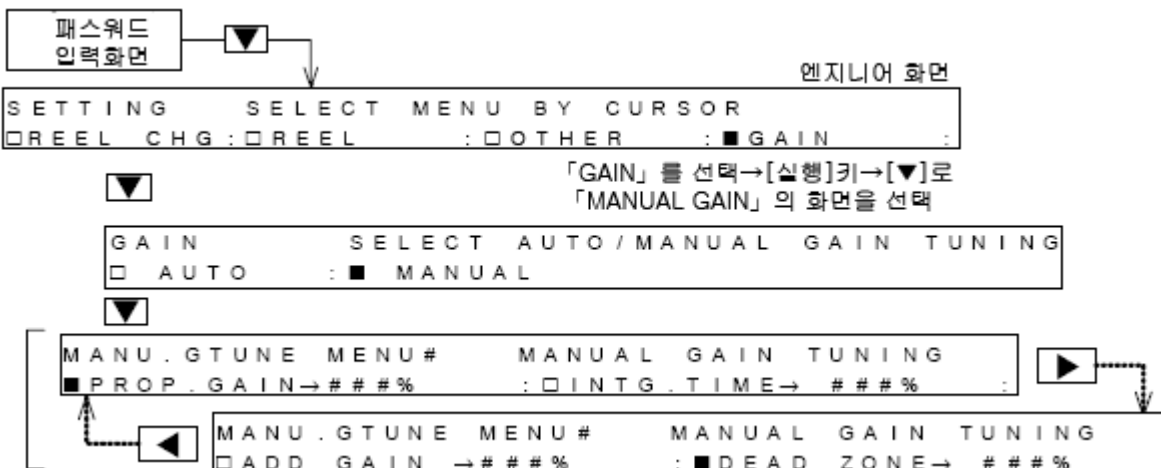 패스워드
입력화면
▼
엔지니어 화면
SETTING SELECT MENU BY CURSOR
□REEL CHG:□REEL :□OTHER :■GAIN :
「GAIN」를 선택→[실행]키→[▼]로
「MANUAL GAIN」의 화면을 선택
▼
GAIN SELECT AUTO/MANUAL GAIN TUNING
□ AUTO :■ MANUAL
▼
MANU.GTUNE MENU# MANUAL GAIN TUNING
■PROP.GAIN→###% :□INTG.TIME→ ###% :
▶
◀
MANU.GTUNE MENU# MANUAL GAIN TUNING
□ADD GAIN →###% :■DEAD ZONE→ ###%